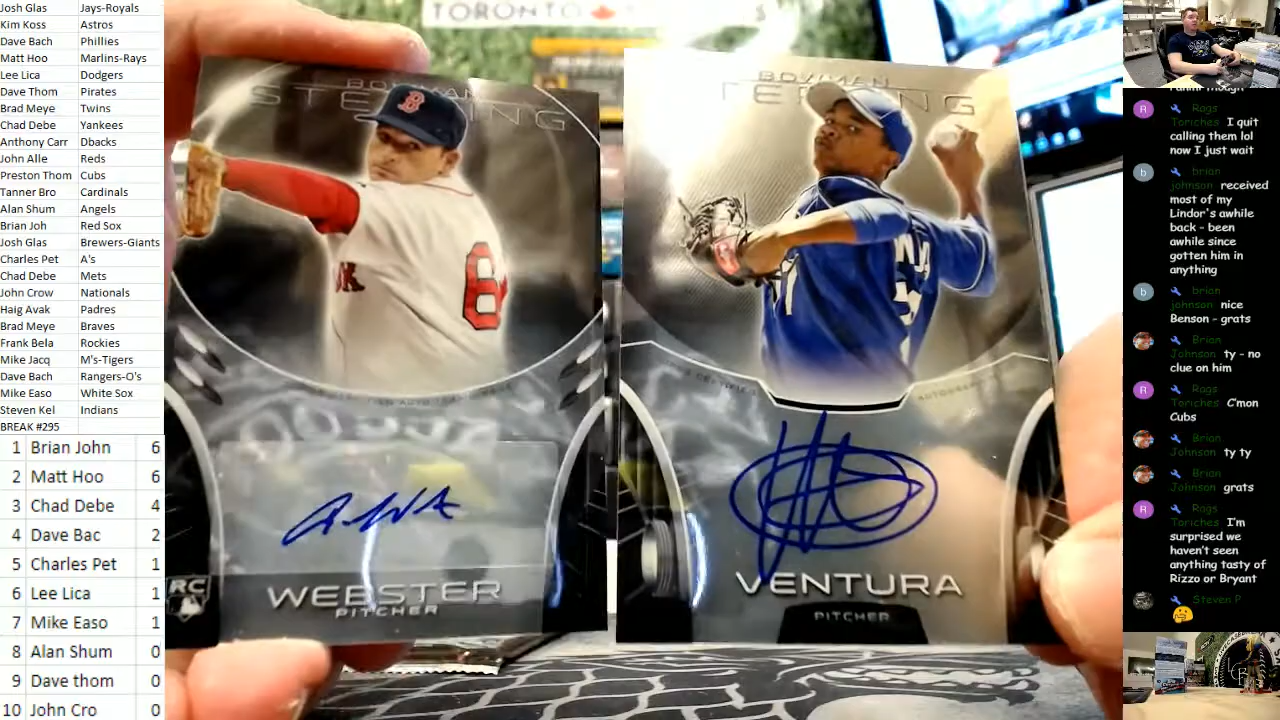 Josh Glas Jays-Royals
Kim Koss Astros
Dave Bach Phillies
Matt Hoo Marlins-Rays
Lee Lica Dodgers
Dave Thom Pirates
Brad Meye Twins
Chad Debe Yankees
Anthony Carr Dbacks
John Alle Reds
Preston Thom Cubs
Tanner Bro Cardinals
Alan Shum Angels
Brian Joh Red Sox
Josh Glas Brewers-Giants
Charles Pet A's
Chad Debe Mets
John Crow Nationals
Haig Avak Padres
Brad Meye Braves
Frank Bela Rockies
Mike Jacq M's-Tigers
Dave Bach Rangers-O's
Mike Easo White Sox
Steven Kel Indians
BREAK #295
1 Brian John 6
2 Matt Hoo 6
3 Chad Debe 4
4 Dave Bac 2
5 Charles Pet 1
6 Lee Lica 1
7 Mike Easo 1
8 Alan Shum 0
9 Dave thom 0
10 John Cro 0
TORONTO
BOWMAN
STERLING
B
6
WEBSTER
PITCHER
RC
BOWMAN
TERLING
VENTURA
PITCHER
Rags
Toriches I quit
calling them lol
now I just wait
brian
johnson received
most of my
Lindor's awhile
back - been
awhile since
gotten him in
anything
brian
johnson nice
Benson - grats
Brian
Johnson ty - no
clue on him
Rags
Toriches C'mon
Cubs
Brian
Johnson ty ty
Brian
Johnson grats
Rags
Toriches I'm
surprised we
haven't seen
anything tasty of
Rizzo or Bryant
Steven P